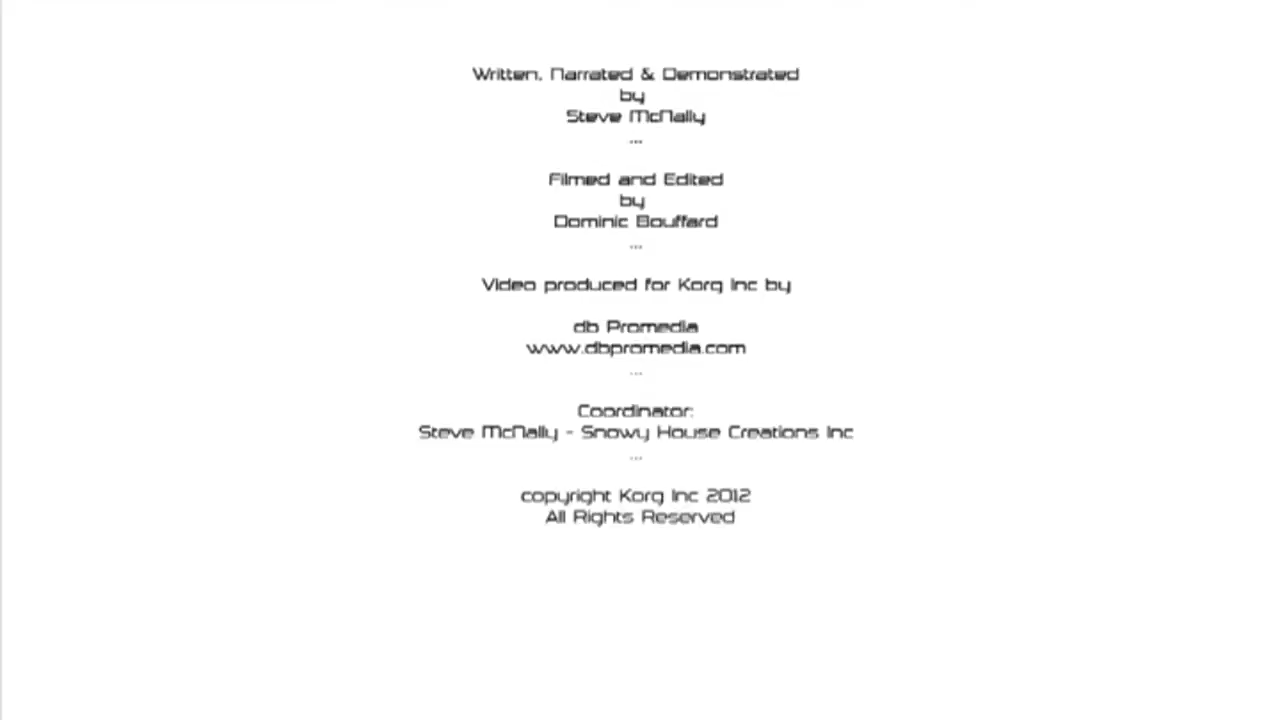 Written, Narrated & Demonstrated
by
Steve McNally
...
Filmed and Edited
by
Dominic Bouffard
...
Video produced for Korg Inc by
db Promedia
www.dbpromedia.com
...
Coordinator:
Steve McNally - Snowy House Creations Inc
...
copyright Korg Inc 2012
All Rights Reserved